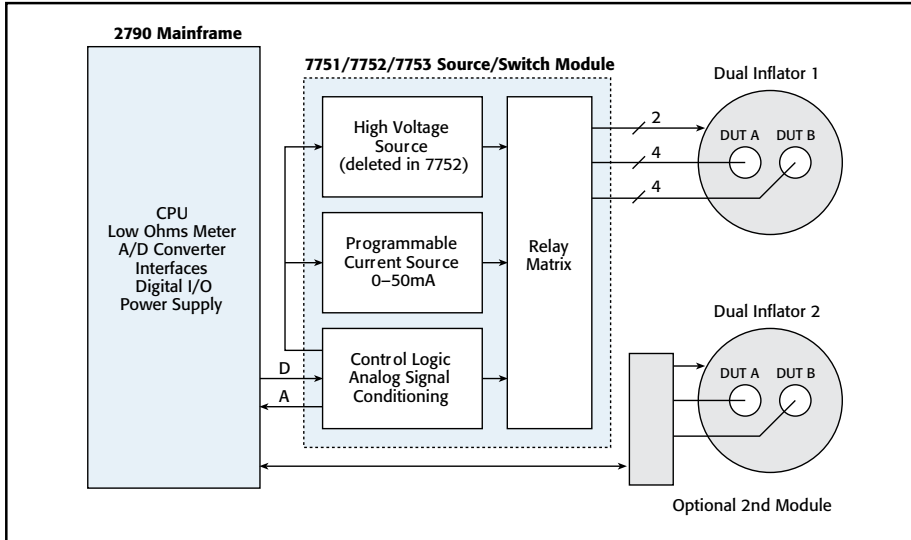 2790 Mainframe
7751/7752/7753 Source/Switch Module
Dual Inflator 1
High Voltage
Source
(deleted in 7752)
2
DUT A DUT B
4
4
CPU
Low Ohms Meter
A/D Converter
Interfaces
Digital I/O
Power Supply
Programmable
Current Source
0–50mA
Relay
Matrix
Dual Inflator 2
D
A
Control Logic
Analog Signal
Conditioning
DUT A DUT B
Optional 2nd Module